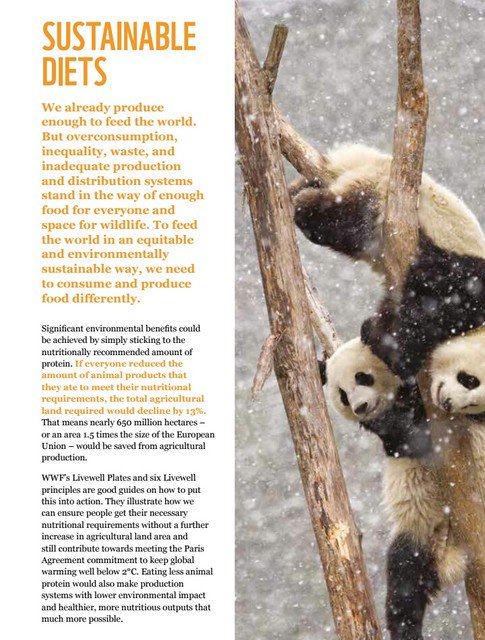 SUSTAINABLE
DIETS
We already produce
enough to feed the world.
But overconsumption,
inequality, waste, and
inadequate production
and distribution systems
stand in the way of enough
food for everyone and
space for wildlife. To feed
the world in an equitable
and environmentally
sustainable way, we need
to consume and produce
food differently.
Significant environmental benefits could
be achieved by simply sticking to the
nutritionally recommended amount of
protein. If everyone reduced the
amount of animal products that
they ate to meet their nutritional
requirements, the total agricultural
land required would decline by 13%.
That means nearly 650 million hectares –
or an area 1.5 times the size of the European
Union – would be saved from agricultural
production.
WWF's Livewell Plates and six Livewell
principles are good guides on how to put
this into action. They illustrate how we
can ensure people get their necessary
nutritional requirements without a further
increase in agricultural land area and
still contribute towards meeting the Paris
Agreement commitment to keep global
warming well below 2°C. Eating less animal
protein would also make production
systems with lower environmental impact
and healthier, more nutritious outputs that
much more possible.